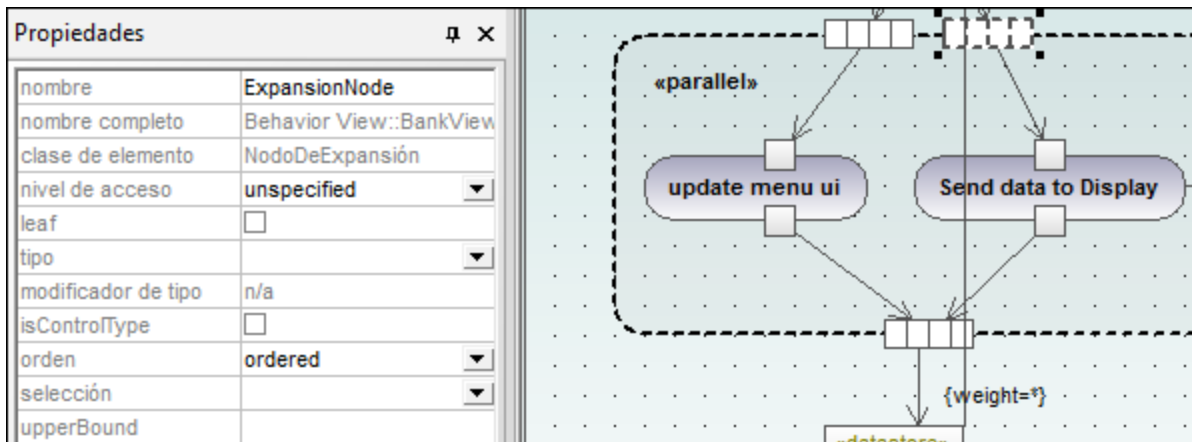 Propiedades
nombre ExpansionNode
nombre completo Behavior View::BankView
clase de elemento NodoDeExpansión
nivel de acceso unspecified
leaf
tipo
modificador de tipo n/a
isControlType
orden ordered
selección
upperBound
«parallel»
update menu ui
Send data to Display
{weight=*}
«datastore»